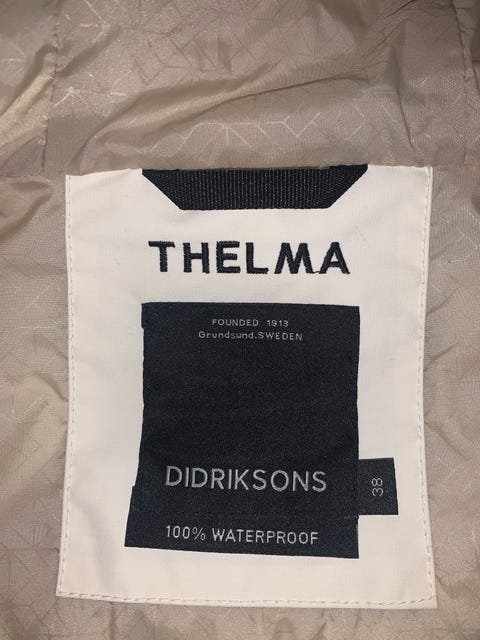 THELMA
FOUNDED 1913
Grundsund.SWEDEN
DIDRIKSONS
38
100% WATERPROOF